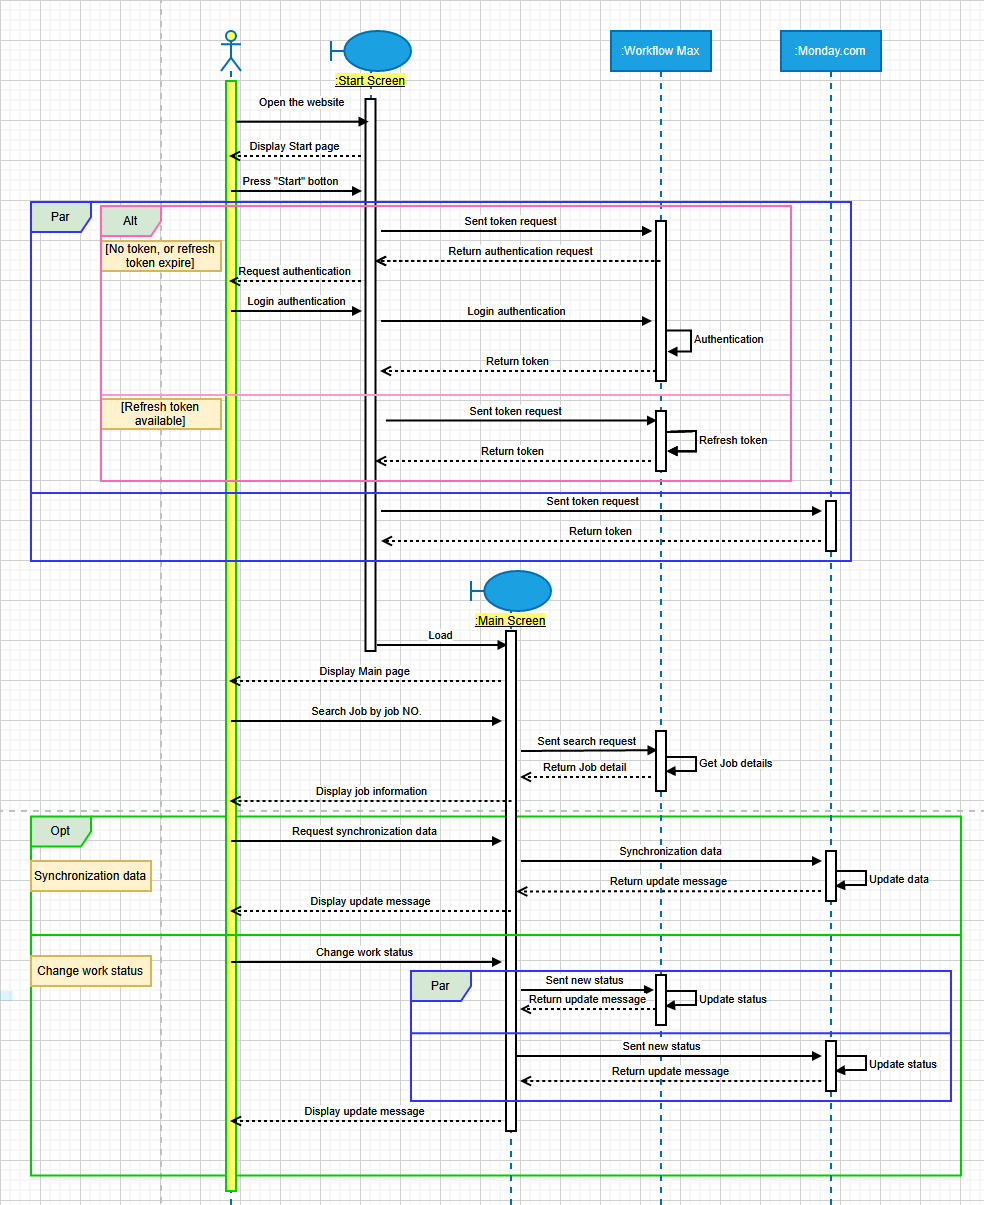 :Start Screen
:Workflow Max
:Monday.com
Open the website
Display Start page
Press "Start" botton
Par
Alt
Sent token request
[No token, or refresh
token expire]
Return authentication request
Request authentication
Login authentication
Login authentication
Authentication
Return token
[Refresh token
available]
Sent token request
Refresh token
Return token
Sent token request
Return token
:Main Screen
Load
Display Main page
Search Job by job NO.
Sent search request
Get Job details
Return Job detail
Display job information
Opt
Request synchronization data
Synchronization data
Synchronization data
Return update message
Update data
Display update message
Change work status
Change work status
Par
Sent new status
Return update message
Update status
Sent new status
Update status
Return update message
Display update message